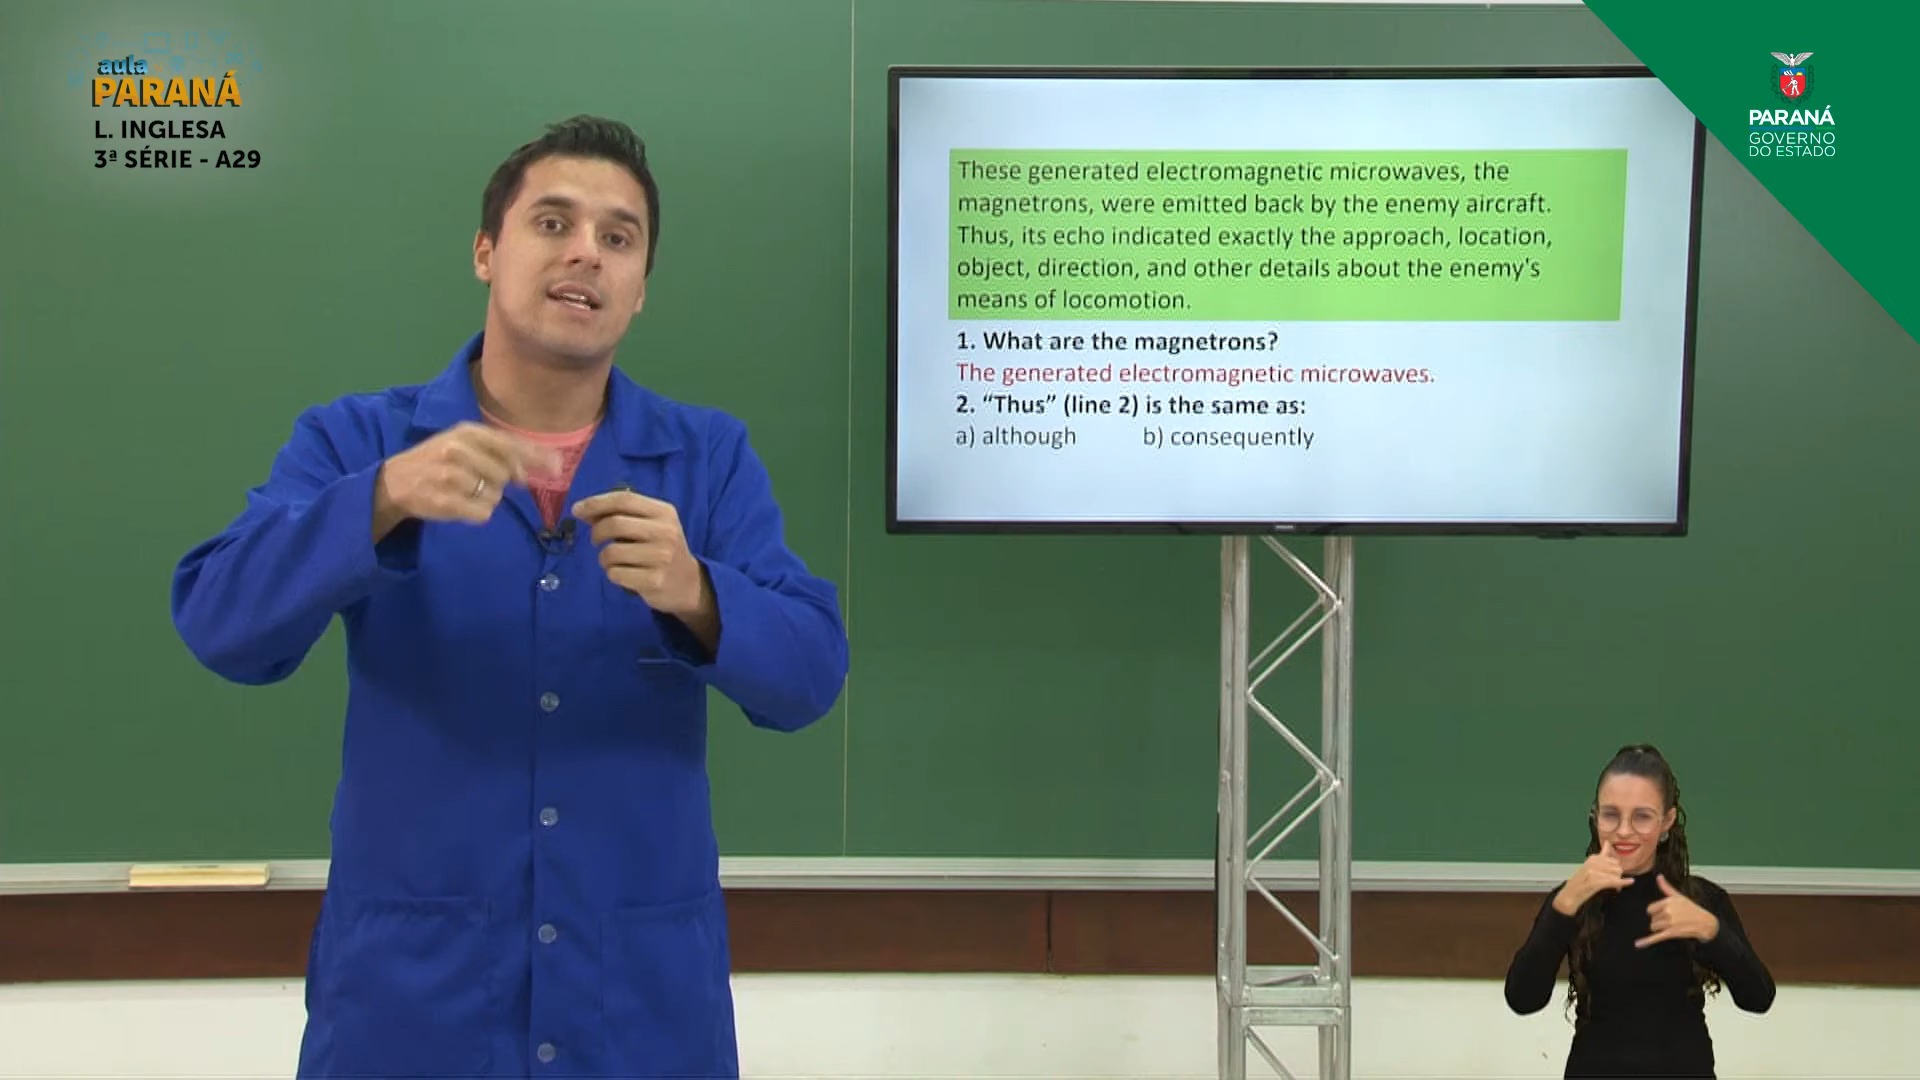 aula
PARANÁ
L. INGLESA
3ª SÉRIE - A29
PARANÁ
GOVERNO
DO ESTADO
These generated electromagnetic microwaves, the
magnetrons, were emitted back by the enemy aircraft.
Thus, its echo indicated exactly the approach, location,
object, direction, and other details about the enemy's
means of locomotion.
1. What are the magnetrons?
The generated electromagnetic microwaves.
2. “Thus” (line 2) is the same as:
a) although b) consequently